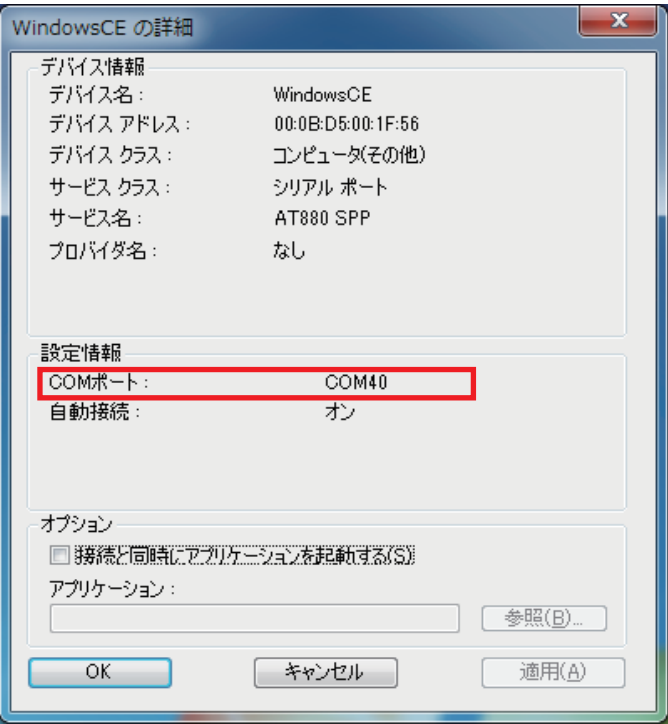 WindowsCE の詳細
デバイス情報
デバイス名 : WindowsCE
デバイス アドレス : 00:0B:D5:00:1F:56
デバイス クラス : コンピュータ(その他)
サービス クラス : シリアル ポート
サービス名 : AT880 SPP
プロバイダ名 : なし
設定情報
COMポート : COM40
自動接続 : オン
オプション
接続と同時にアプリケーションを起動する(S)
アプリケーション :
参照(B)...
OK キャンセル 適用(A)